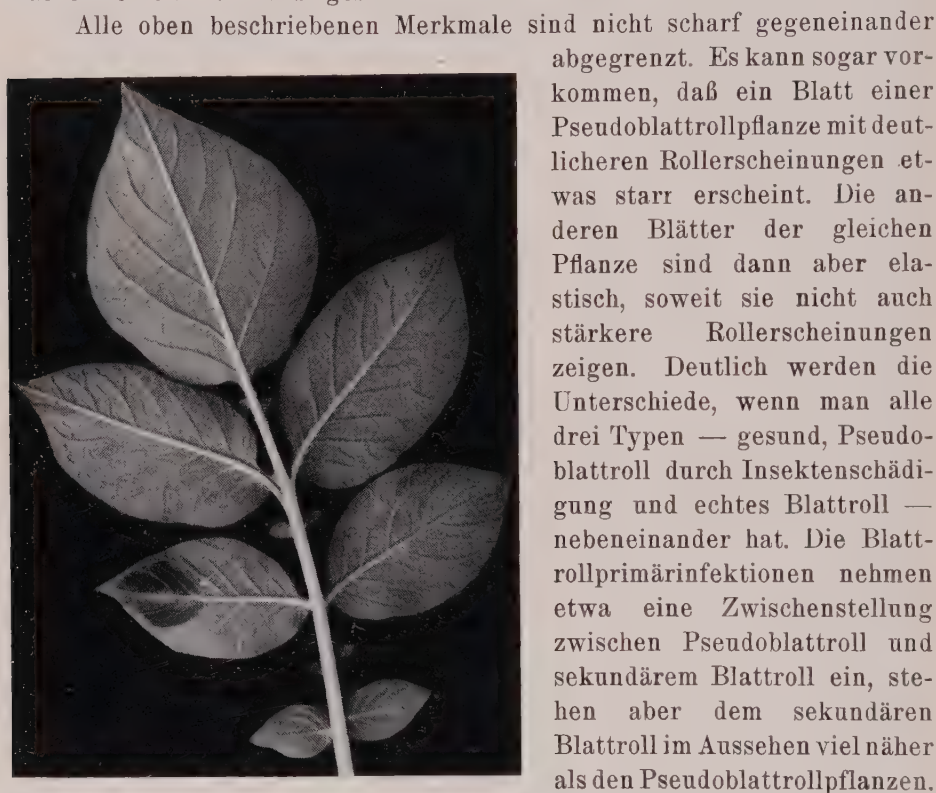 Alle oben beschriebenen Merkmale sind nicht scharf gegeneinander
abgegrenzt. Es kann sogar vor-
kommen, daß ein Blatt einer
Pseudoblattrollpflanze mit deut-
licheren Rollerscheinungen et-
was starr erscheint. Die an-
deren Blätter der gleichen
Pflanze sind dann aber ela-
stisch, soweit sie nicht auch
stärkere Rollerscheinungen
zeigen. Deutlich werden die
Unterschiede, wenn man alle
drei Typen — gesund, Pseudo-
blattroll durch Insektenschädi-
gung und echtes Blattroll —
nebeneinander hat. Die Blatt-
rollprimärinfektionen nehmen
etwa eine Zwischenstellung
zwischen Pseudoblattroll und
sekundärem Blattroll ein, ste-
hen aber dem sekundären
Blattroll im Aussehen viel näher
als den Pseudoblattrollpflanzen.